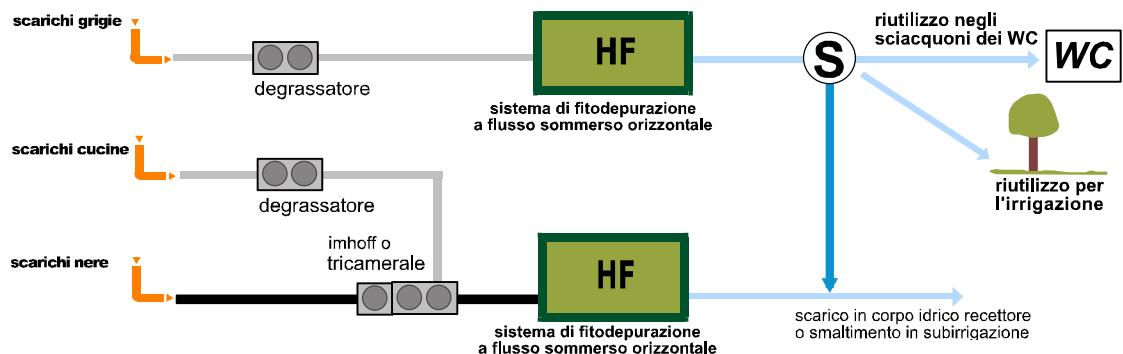 scarichi grigie
degrassatore
HF
sistema di fitodepurazione
a flusso sommerso orizzontale
S
riutilizzo negli
sciacquoni dei WC
WC
riutilizzo per
l'irrigazione
scarichi cucine
degrassatore
imhoff o
tricamerale
scarichi nere
HF
sistema di fitodepurazione
a flusso sommerso orizzontale
scarico in corpo idrico recettore
o smaltimento in subirrigazione